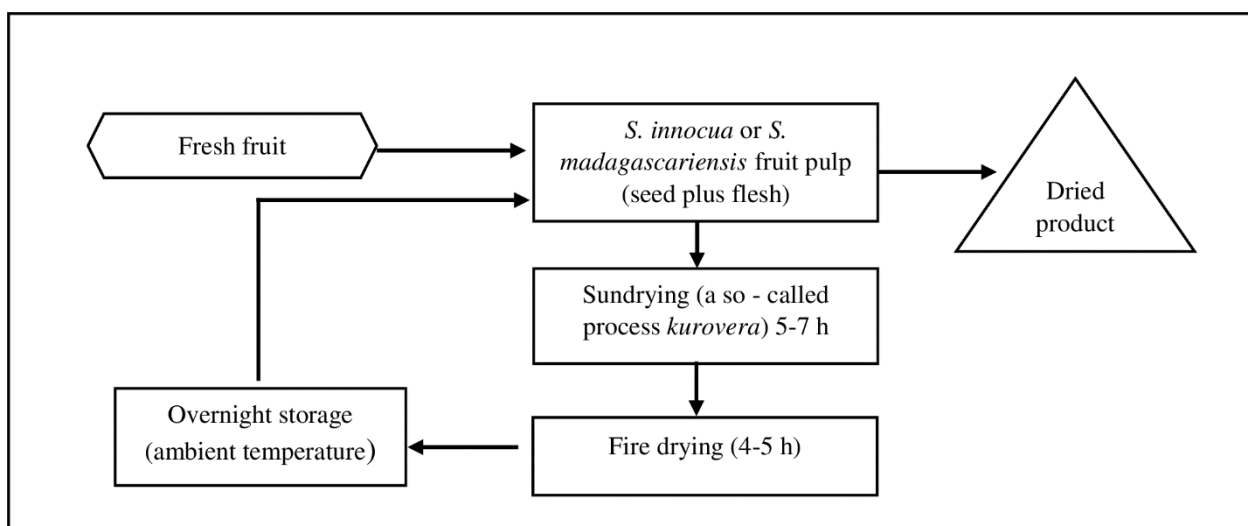 Fresh fruit
S. innocua or S.
madagascariensis fruit pulp
(seed plus flesh)
Dried
product
Sundrying (a so - called
process kurovera) 5-7 h
Overnight storage
(ambient temperature)
Fire drying (4-5 h)